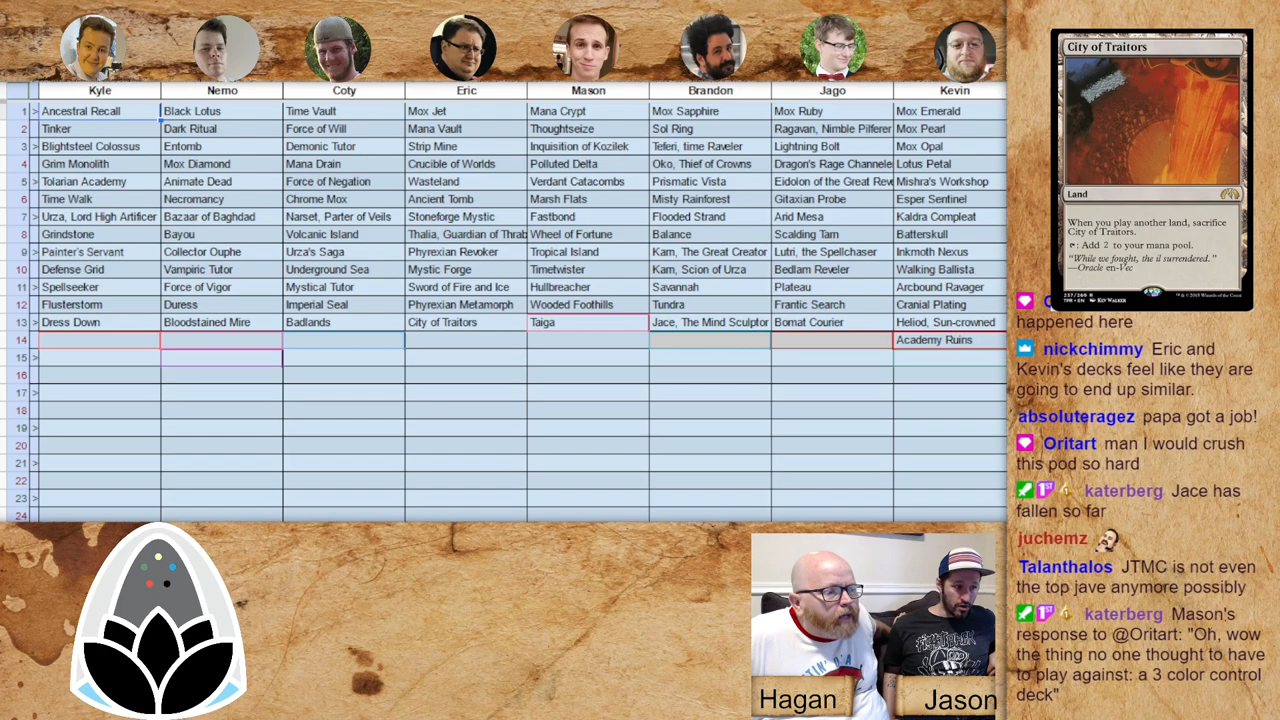 Kyle Nemo Coty Eric Mason Brandon Jago Kevin
1 > Ancestral Recall Black Lotus Time Vault Mox Jet Mana Crypt Mox Sapphire Mox Ruby Mox Emerald
2 Tinker Dark Ritual Force of Will Mana Vault Thoughtseize Sol Ring Ragavan, Nimble Pilferer Mox Pearl
3 > Blightsteel Colossus Entomb Demonic Tutor Strip Mine Inquisition of Kozilek Teferi, time Raveler Lightning Bolt Mox Opal
4 Grim Monolith Mox Diamond Mana Drain Crucible of Worlds Polluted Delta Oko, Thief of Crowns Dragon's Rage Channele Lotus Petal
5 > Tolarian Academy Animate Dead Force of Negation Wasteland Verdant Catacombs Prismatic Vista Eidolon of the Great Rev Mishra's Workshop
6 Time Walk Necromancy Chrome Mox Ancient Tomb Marsh Flats Misty Rainforest Gitaxian Probe Esper Sentinel
7 > Urza, Lord High Artificer Bazaar of Baghdad Narset, Parter of Veils Stoneforge Mystic Fastbond Flooded Strand Arid Mesa Kaldra Compleat
8 Grindstone Bayou Volcanic Island Thalia, Guardian of Thrab Wheel of Fortune Balance Scalding Tarn Batterskull
9 > Painter's Servant Collector Ouphe Urza's Saga Phyrexian Revoker Tropical Island Karn, The Great Creator Lutri, the Spellchaser Inkmoth Nexus
10 Defense Grid Vampiric Tutor Underground Sea Mystic Forge Timetwister Karn, Scion of Urza Bedlam Reveler Walking Ballista
11 > Spellseeker Force of Vigor Mystical Tutor Sword of Fire and Ice Hullbreacher Savannah Plateau Arcbound Ravager
12 Flusterstorm Duress Imperial Seal Phyrexian Metamorph Wooded Foothills Tundra Frantic Search Cranial Plating
13 > Dress Down Bloodstained Mire Badlands City of Traitors Taiga Jace, The Mind Sculptor Bomat Courier Heliod, Sun-crowned
14 Academy Ruins
15 >
16
17 >
18
19 >
20
21 >
22
23 >
24
City of Traitors
Land
When you play another land, sacrifice
City of Traitors.
: Add 2 to your mana pool.
"While we fought, the il surrendered."
—Oracle en-Vec
237/269 R
TPR • EN KEV WALKER
happened here
nickchimmy Eric and
Kevin's decks feel like they are
going to end up similar.
absoluteragez papa got a job!
Oritart man I would crush
this pod so hard
katerberg Jace has
fallen so far
juchemz
Talanthalos JTMC is not even
the top jave anymore possibly
katerberg Mason's
response to @Oritart: "Oh, wow
the thing no one thought to have
to play against: a 3 color control
deck"
Hagan Jason